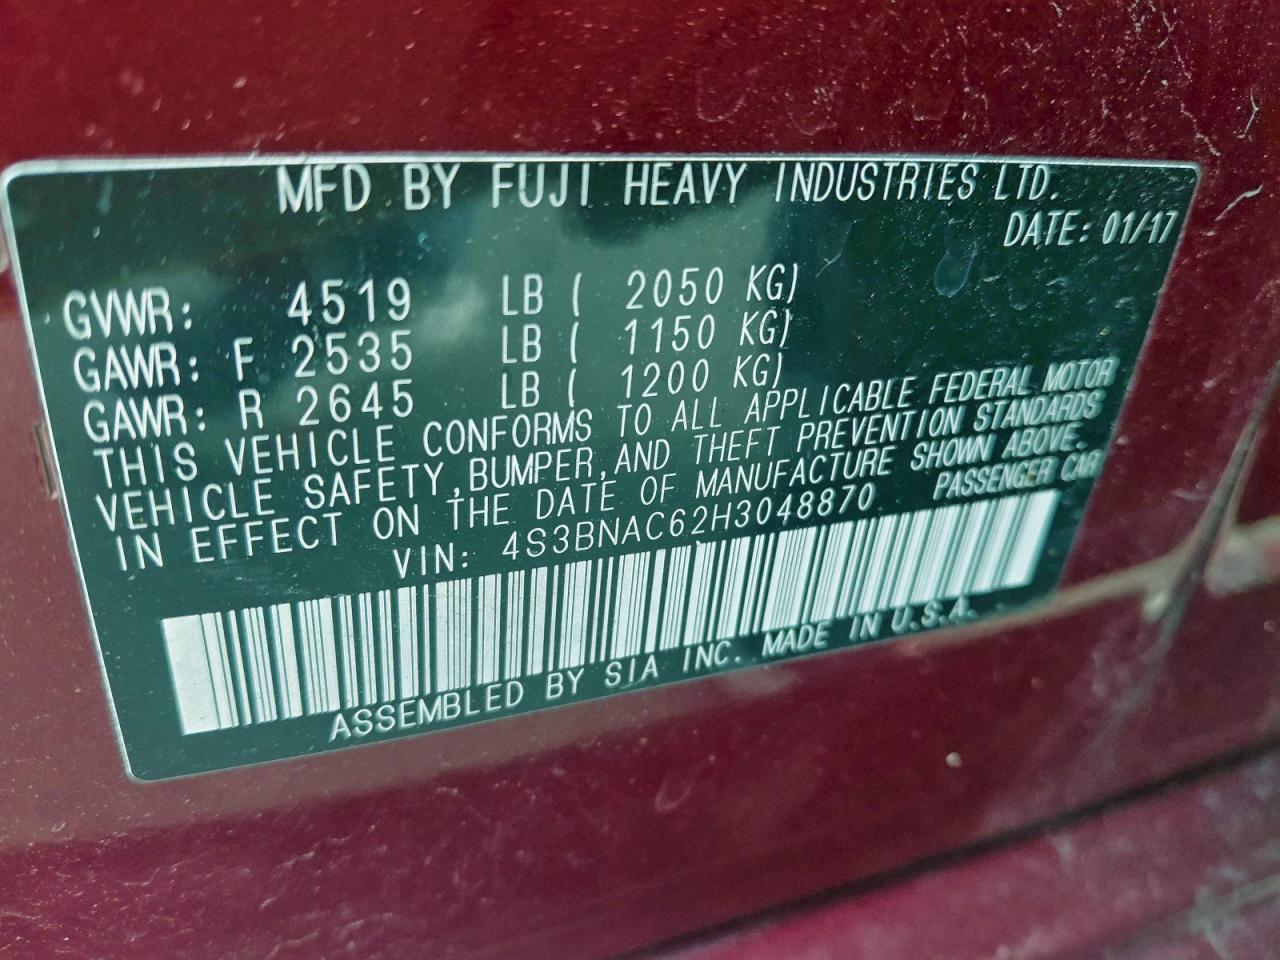 MFD BY FUJI HEAVY INDUSTRIES LTD.
DATE: 01/17
GVWR: 4519 LB ( 2050 KG)
GAWR: F 2535 LB ( 1150 KG)
GAWR: R 2645 LB ( 1200 KG)
THIS VEHICLE CONFORMS TO ALL APPLICABLE FEDERAL MOTOR
VEHICLE SAFETY, BUMPER, AND THEFT PREVENTION STANDARDS
IN EFFECT ON THE DATE OF MANUFACTURE SHOWN ABOVE.
VIN: 4S3BNAC62H3048870 PASSENGER CAR
ASSEMBLED BY SIA INC. MADE IN U.S.A.